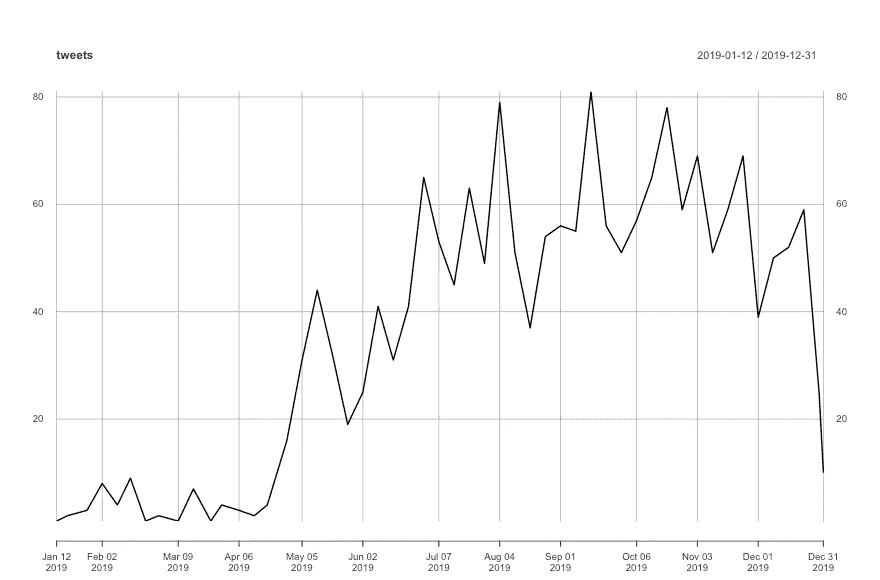 tweets 2019-01-12 / 2019-12-31
80 80
60 60
40 40
20 20
Jan 12 Feb 02 Mar 09 Apr 06 May 05 Jun 02 Jul 07 Aug 04 Sep 01 Oct 06 Nov 03 Dec 01 Dec 31
2019 2019 2019 2019 2019 2019 2019 2019 2019 2019 2019 2019 2019